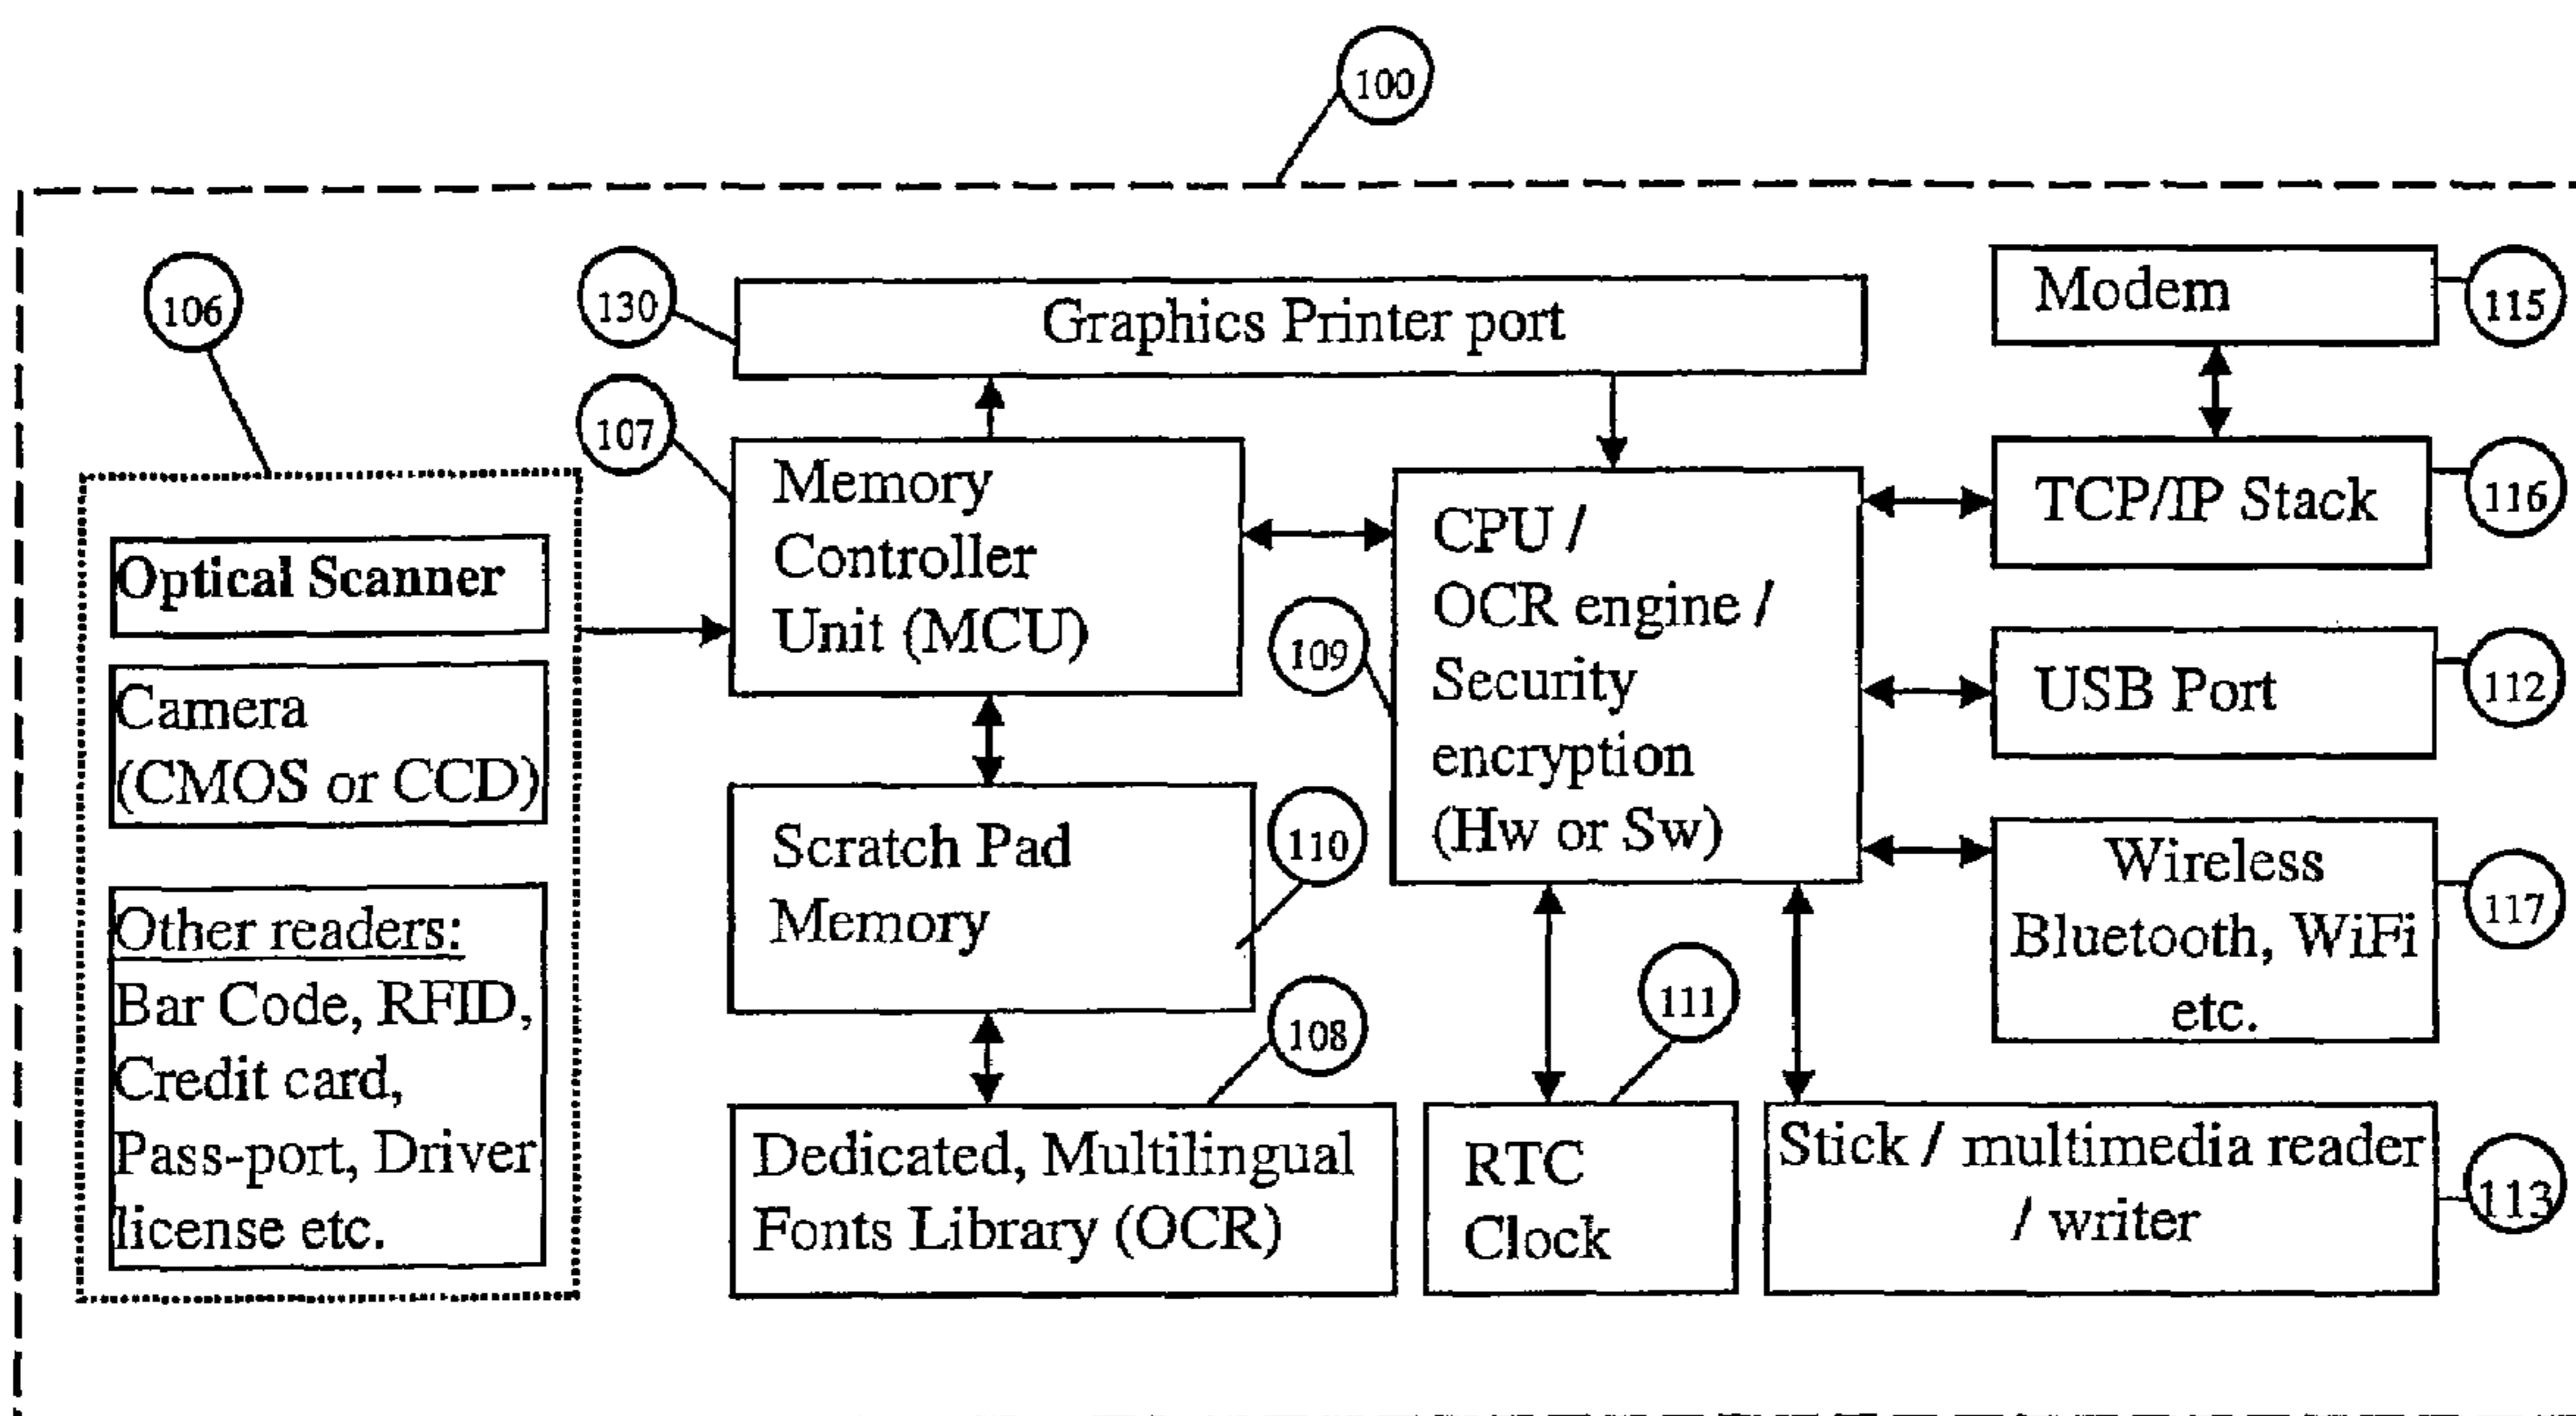 100
106
130
Graphics Printer port
Modem
115
107
Memory
Controller
Unit (MCU)
CPU /
OCR engine /
Security
encryption
(Hw or Sw)
109
TCP/IP Stack
116
Optical Scanner
Camera
(CMOS or CCD)
USB Port
112
Other readers:
Bar Code, RFID,
Credit card,
Pass-port, Driver
license etc.
Scratch Pad
Memory
110
Wireless
Bluetooth, WiFi
etc.
117
108
111
Dedicated, Multilingual
Fonts Library (OCR)
RTC
Clock
Stick / multimedia reader
/ writer
113